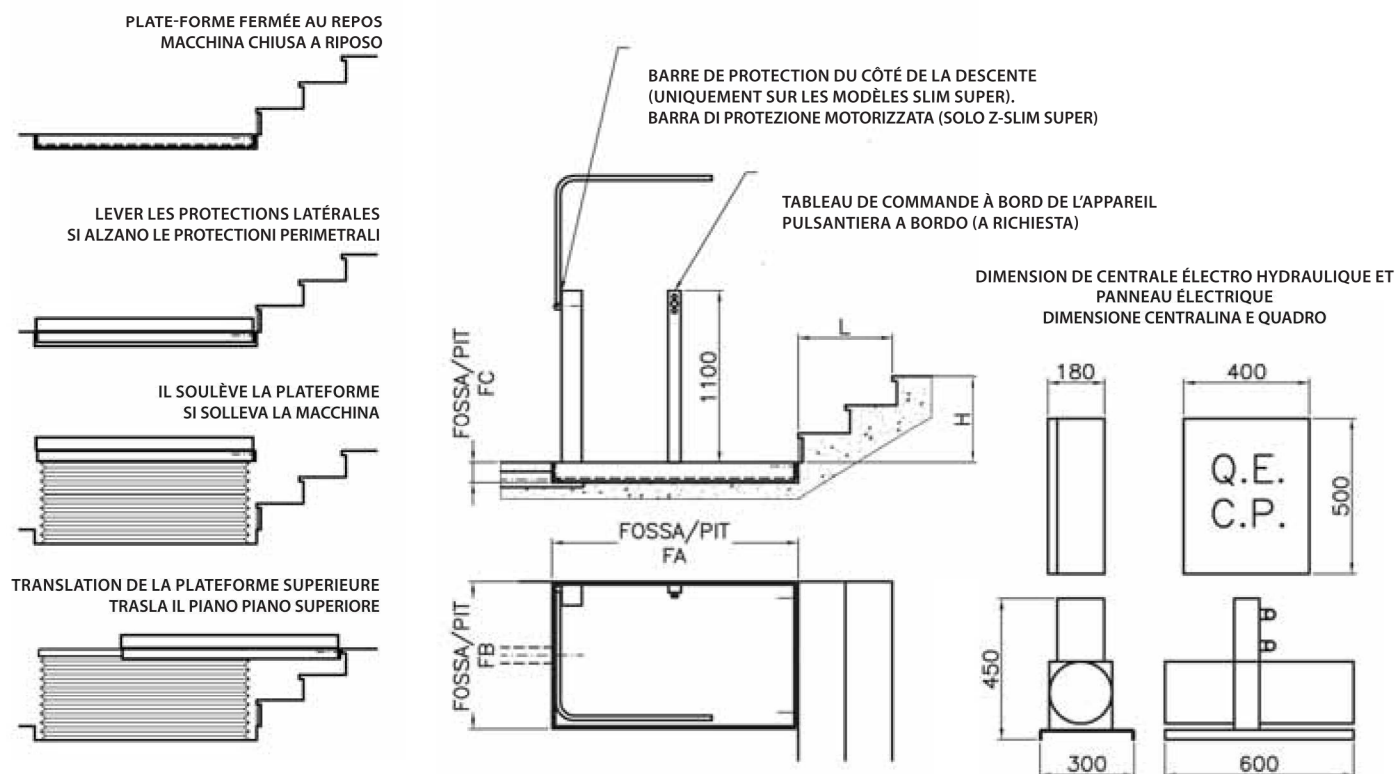 PLATE-FORME FERMÉE AU REPOS
MACCHINA CHIUSA A RIPOSO
LEVER LES PROTECTIONS LATÉRALES
SI ALZANO LE PROTECTIONI PERIMETRALI
IL SOULÈVE LA PLATEFORME
SI SOLLEVA LA MACCHINA
TRANSLATION DE LA PLATEFORME SUPERIEURE
TRASLA IL PIANO PIANO SUPERIORE
BARRE DE PROTECTION DU CÔTÉ DE LA DESCENTE
(UNIQUEMENT SUR LES MODÈLES SLIM SUPER).
BARRA DI PROTEZIONE MOTORIZZATA (SOLO Z-SLIM SUPER)
TABLEAU DE COMMANDE À BORD DE L'APPAREIL
PULSANTIERA A BORDO (A RICHIESTA)
FOSSA/PIT
FC
1100
L
H
FOSSA/PIT
FA
FOSSA/PIT
FB
DIMENSION DE CENTRALE ÉLECTRO HYDRAULIQUE ET
PANNEAU ÉLECTRIQUE
DIMENSIONE CENTRALINA E QUADRO
180
400
Q.E.
C.P.
500
450
300
600